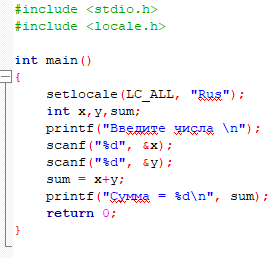 #include <stdio.h>
#include <locale.h>
int main()
{
setlocale(LC_ALL, "Rus");
int x,y,sum;
printf("Введите числа \n");
scanf("%d", &x);
scanf("%d", &y);
sum = x+y;
printf("Сумма = %d\n", sum);
return 0;
}